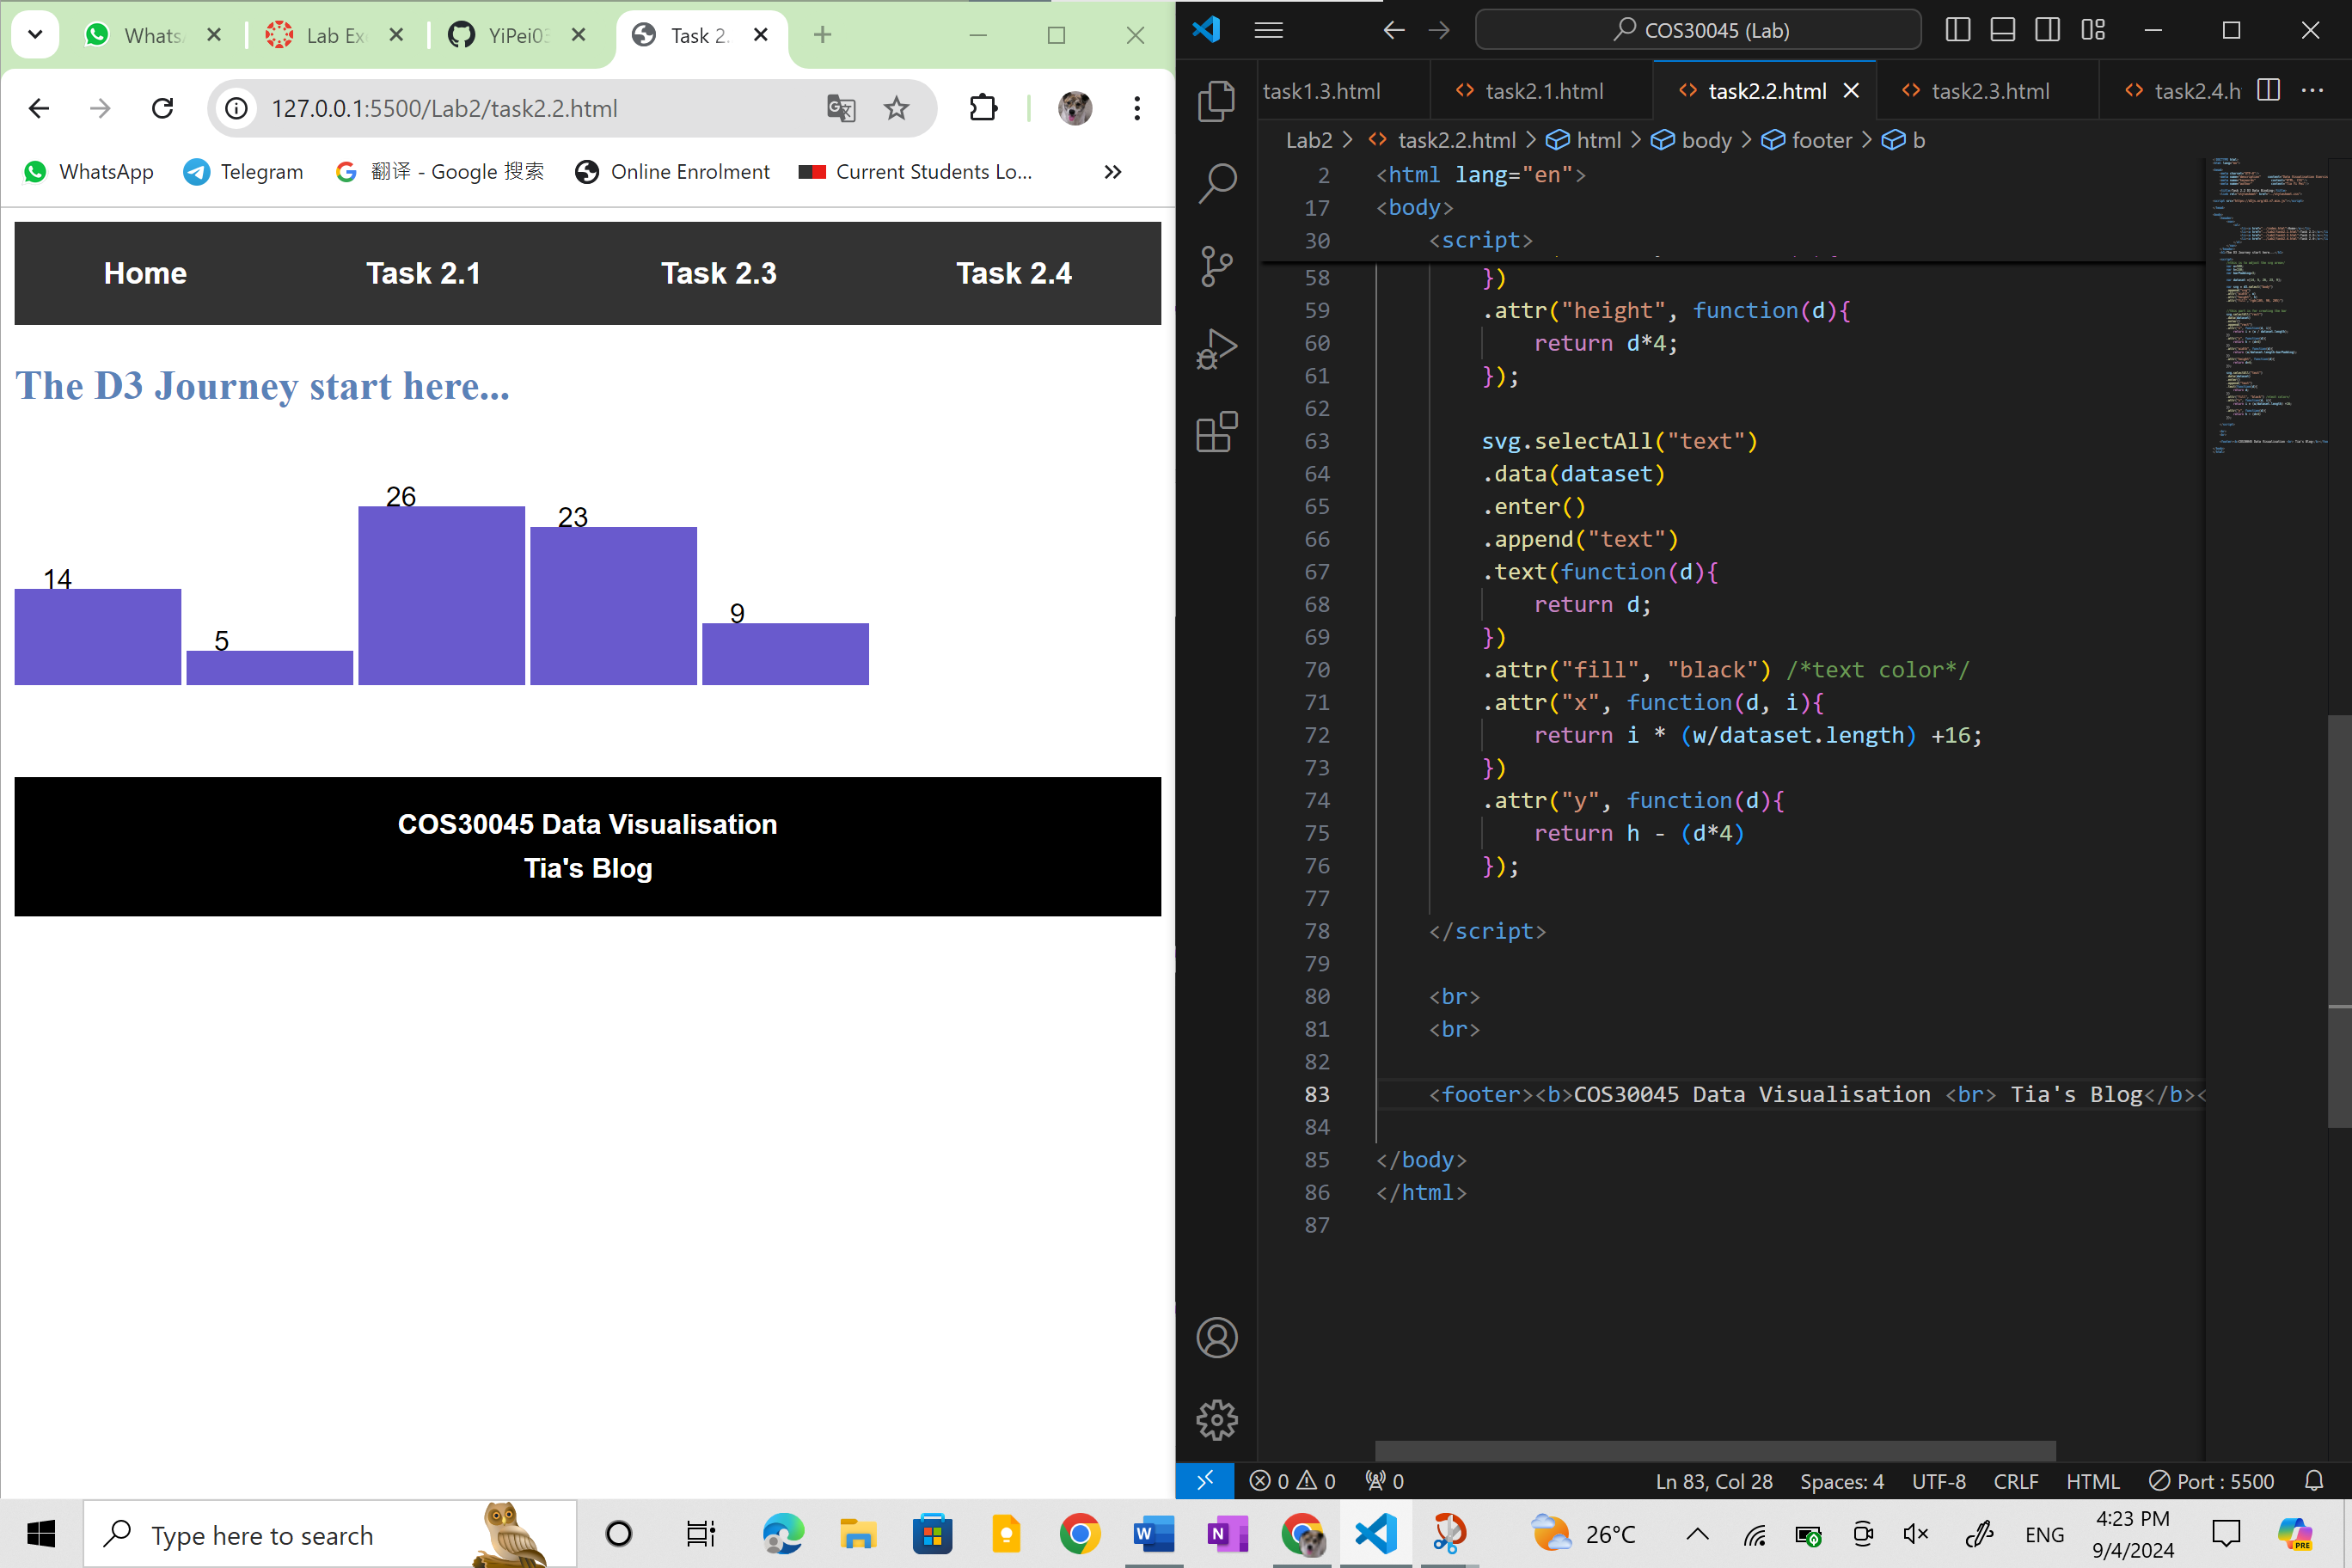 Whats
Lab Ex
YiPei03
Task 2.
127.0.0.1:5500/Lab2/task2.2.html
WhatsApp
Telegram
翻译 - Google 搜索
Online Enrolment
Current Students Lo...
Home
Task 2.1
Task 2.3
Task 2.4
The D3 Journey start here...
14
5
26
23
9
COS30045 Data Visualisation
Tia's Blog
COS30045 (Lab)
task1.3.html
task2.1.html
task2.2.html
task2.3.html
task2.4.h
Lab2 > task2.2.html > html > body > footer > b
2 <html lang="en">
17 <body>
30 <script>
58 })
59 .attr("height", function(d){
60 return d*4;
61 });
62
63 svg.selectAll("text")
64 .data(dataset)
65 .enter()
66 .append("text")
67 .text(function(d){
68 return d;
69 })
70 .attr("fill", "black") /*text color*/
71 .attr("x", function(d, i){
72 return i * (w/dataset.length) +16;
73 })
74 .attr("y", function(d){
75 return h - (d*4)
76 });
77
78 </script>
79
80 <br>
81 <br>
82
83 <footer><b>COS30045 Data Visualisation <br> Tia's Blog</b><
84
85 </body>
86 </html>
87
0 0 0
Ln 83, Col 28
Spaces: 4
UTF-8
CRLF
HTML
Port : 5500
Type here to search
26°C
ENG
4:23 PM
9/4/2024
PRE